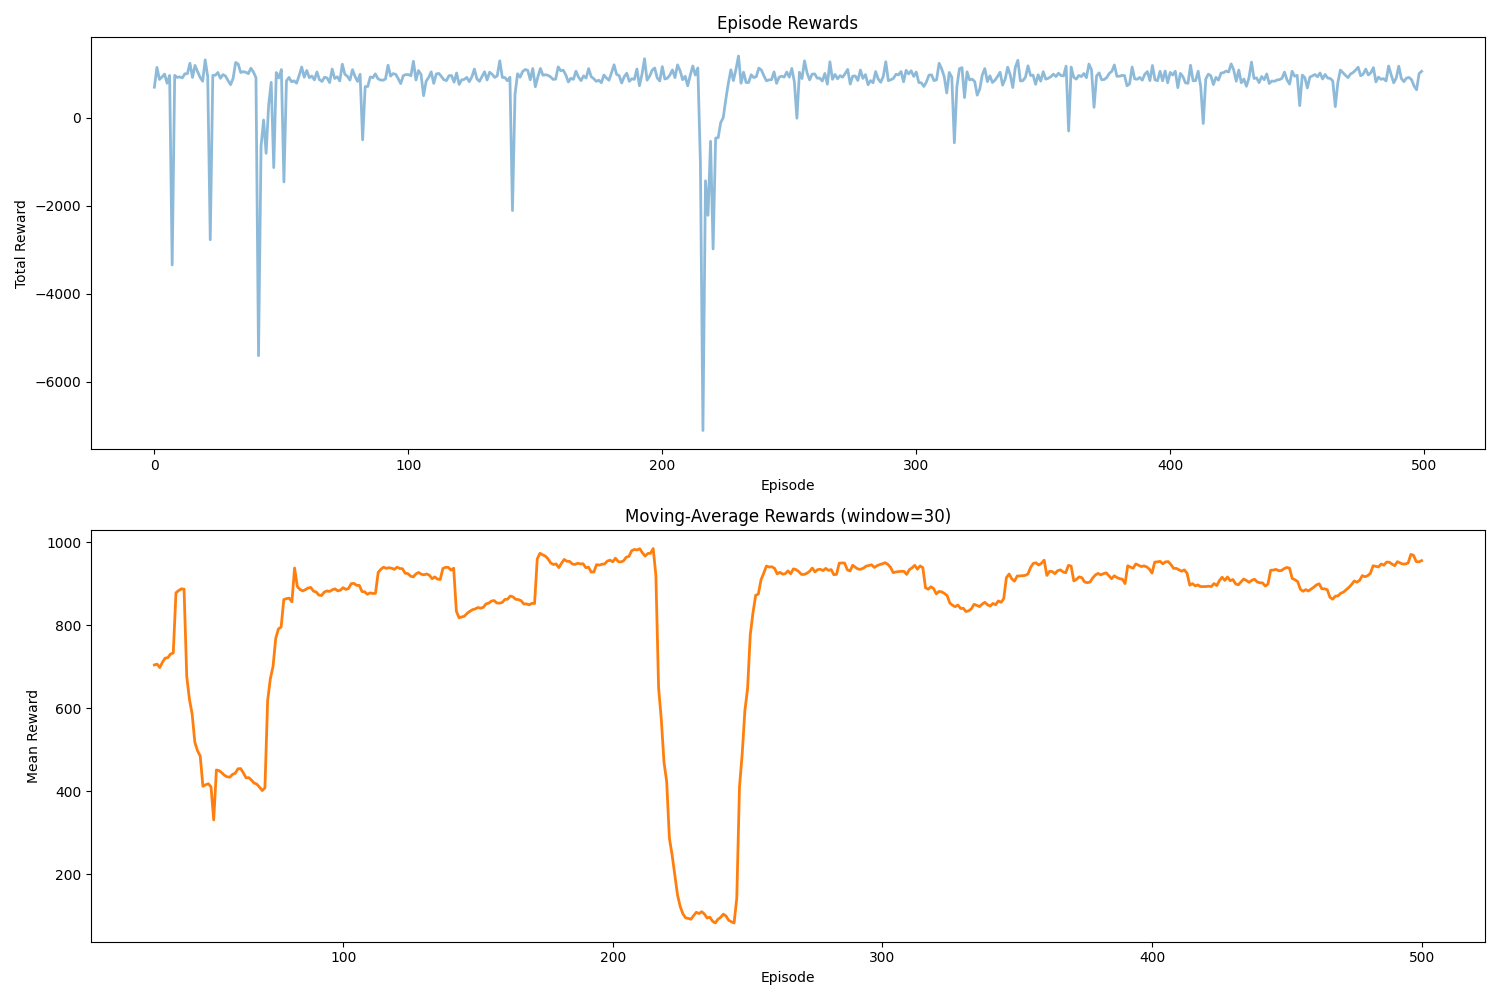 Episode Rewards
0
−2000
−4000
−6000
Total Reward
0 100 200 300 400 500
Episode
Moving-Average Rewards (window=30)
1000
800
600
400
200
Mean Reward
100 200 300 400 500
Episode